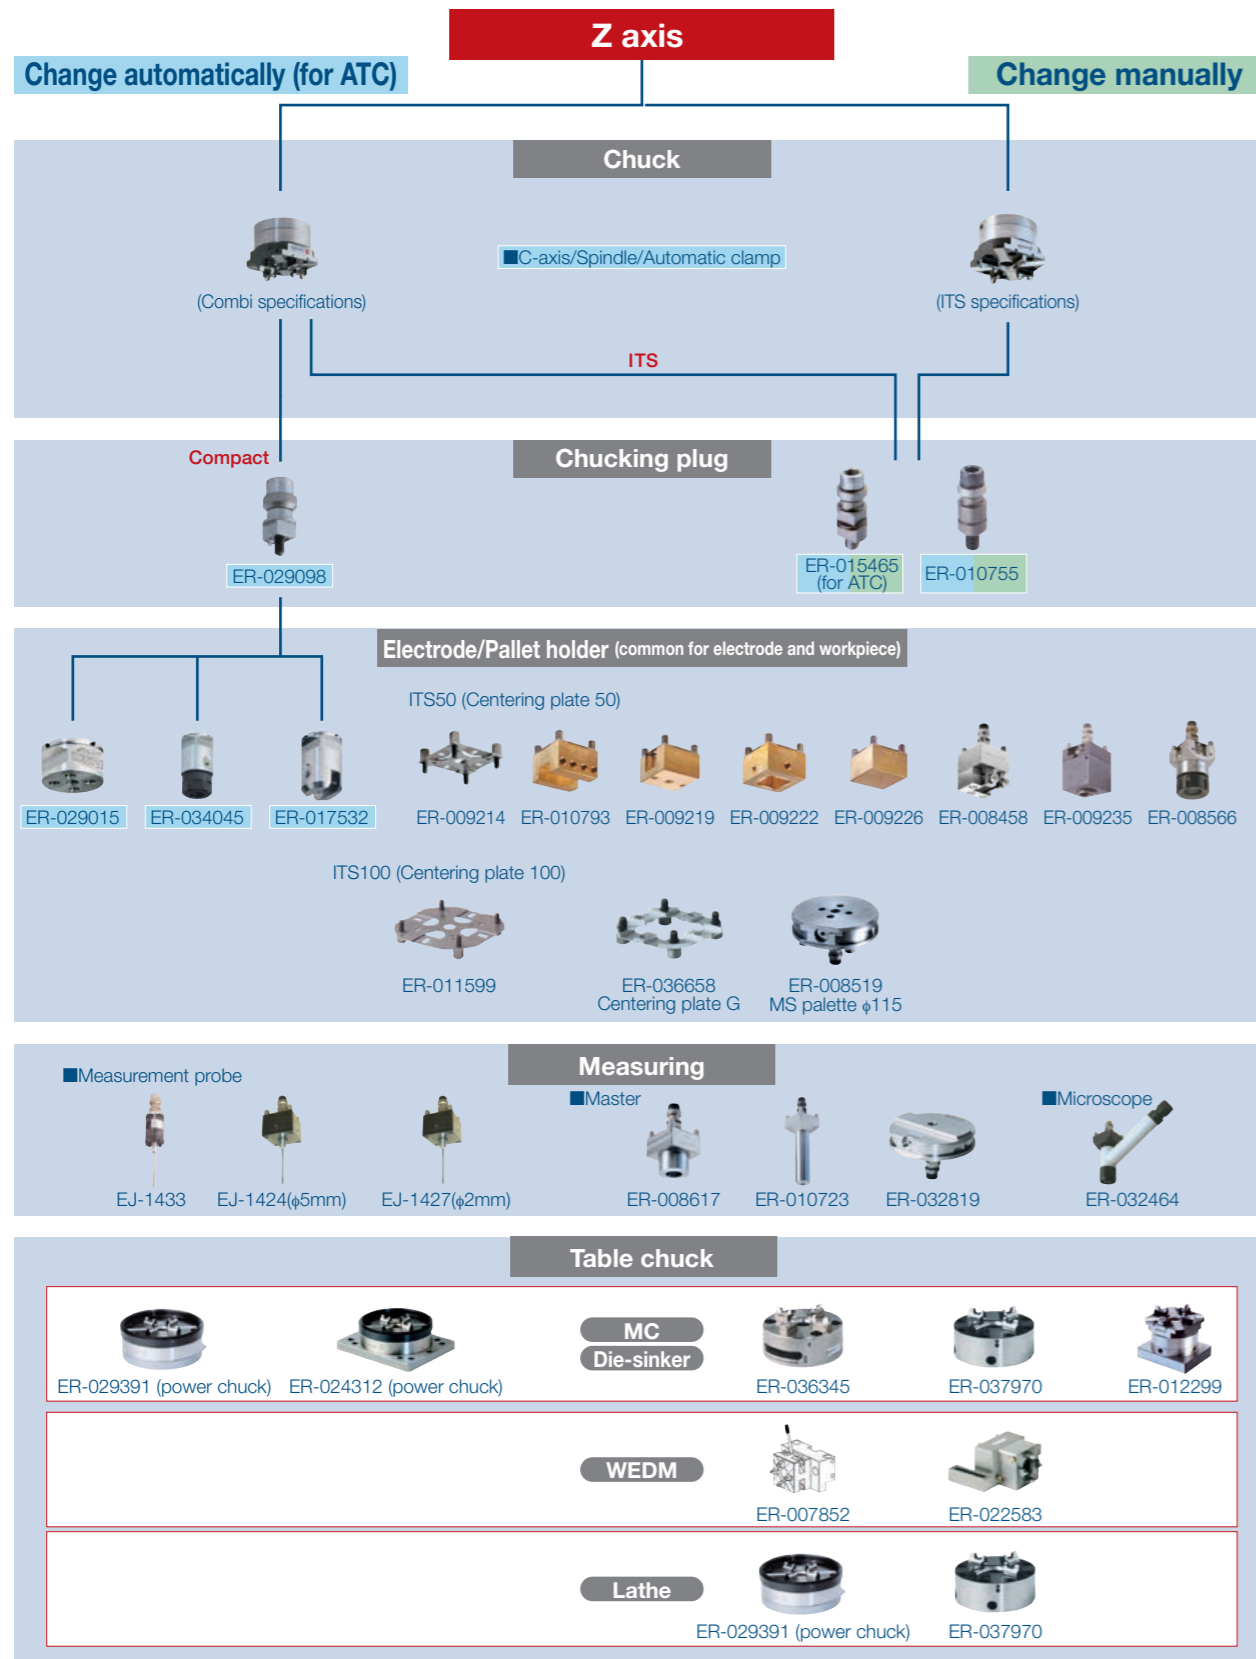 Z axis
Change automatically (for ATC)
Change manually
Chuck
■C-axis/Spindle/Automatic clamp
(Combi specifications)
(ITS specifications)
ITS
Compact
Chucking plug
ER-029098
ER-015465
(for ATC)
ER-010755
Electrode/Pallet holder (common for electrode and workpiece)
ITS50 (Centering plate 50)
ER-029015
ER-034045
ER-017532
ER-009214
ER-010793
ER-009219
ER-009222
ER-009226
ER-008458
ER-009235
ER-008566
ITS100 (Centering plate 100)
ER-011599
ER-036658
Centering plate G
ER-008519
MS palette ϕ115
Measuring
■Measurement probe
■Master
■Microscope
EJ-1433
EJ-1424(ϕ5mm)
EJ-1427(ϕ2mm)
ER-008617
ER-010723
ER-032819
ER-032464
Table chuck
MC
Die-sinker
ER-029391 (power chuck)
ER-024312 (power chuck)
ER-036345
ER-037970
ER-012299
WEDM
ER-007852
ER-022583
Lathe
ER-029391 (power chuck)
ER-037970